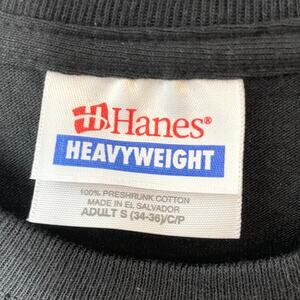 Hanes®
HEAVYWEIGHT
100% PRESHRUNK COTTON
MADE IN EL SALVADOR
ADULT S (34-36)/C/P